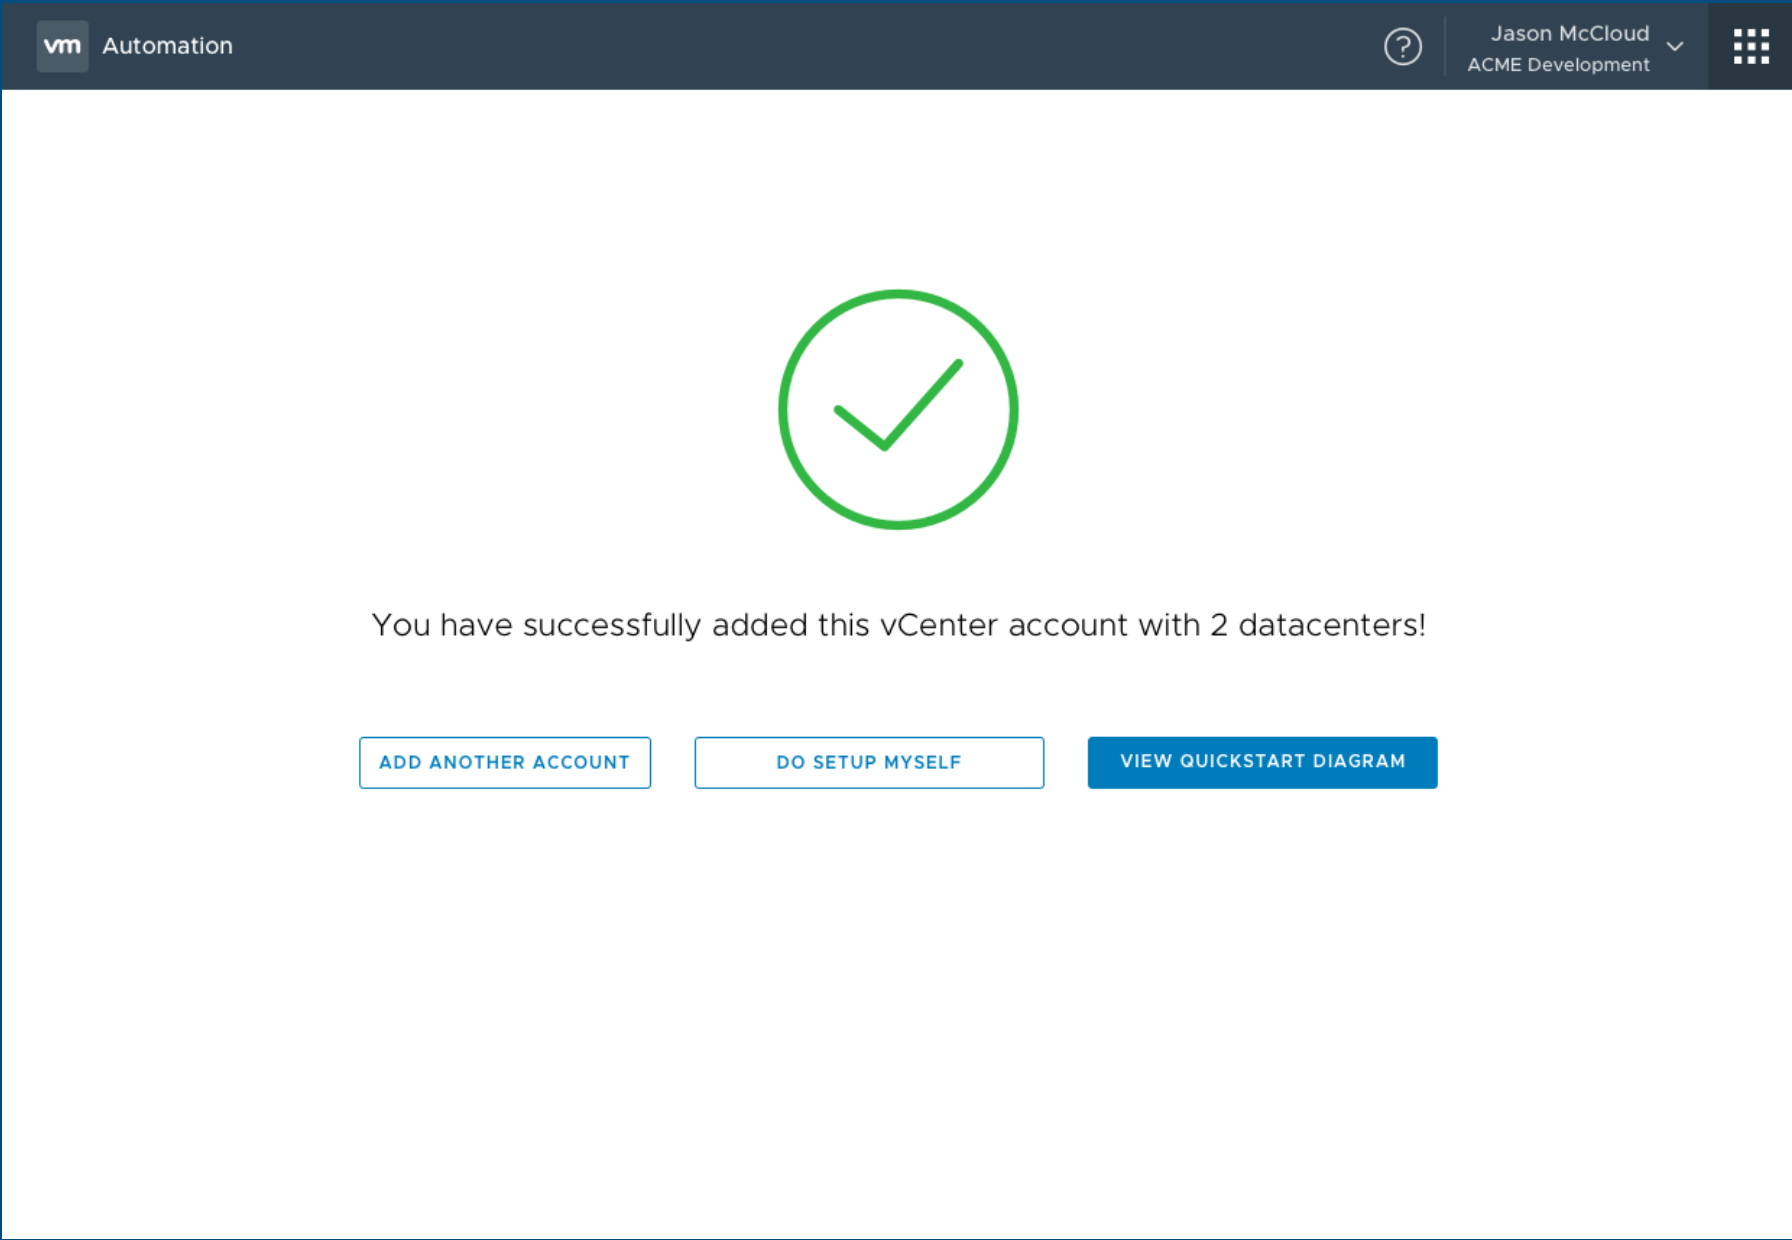 vm Automation
?
Jason McCloud
ACME Development
You have successfully added this vCenter account with 2 datacenters!
ADD ANOTHER ACCOUNT
DO SETUP MYSELF
VIEW QUICKSTART DIAGRAM